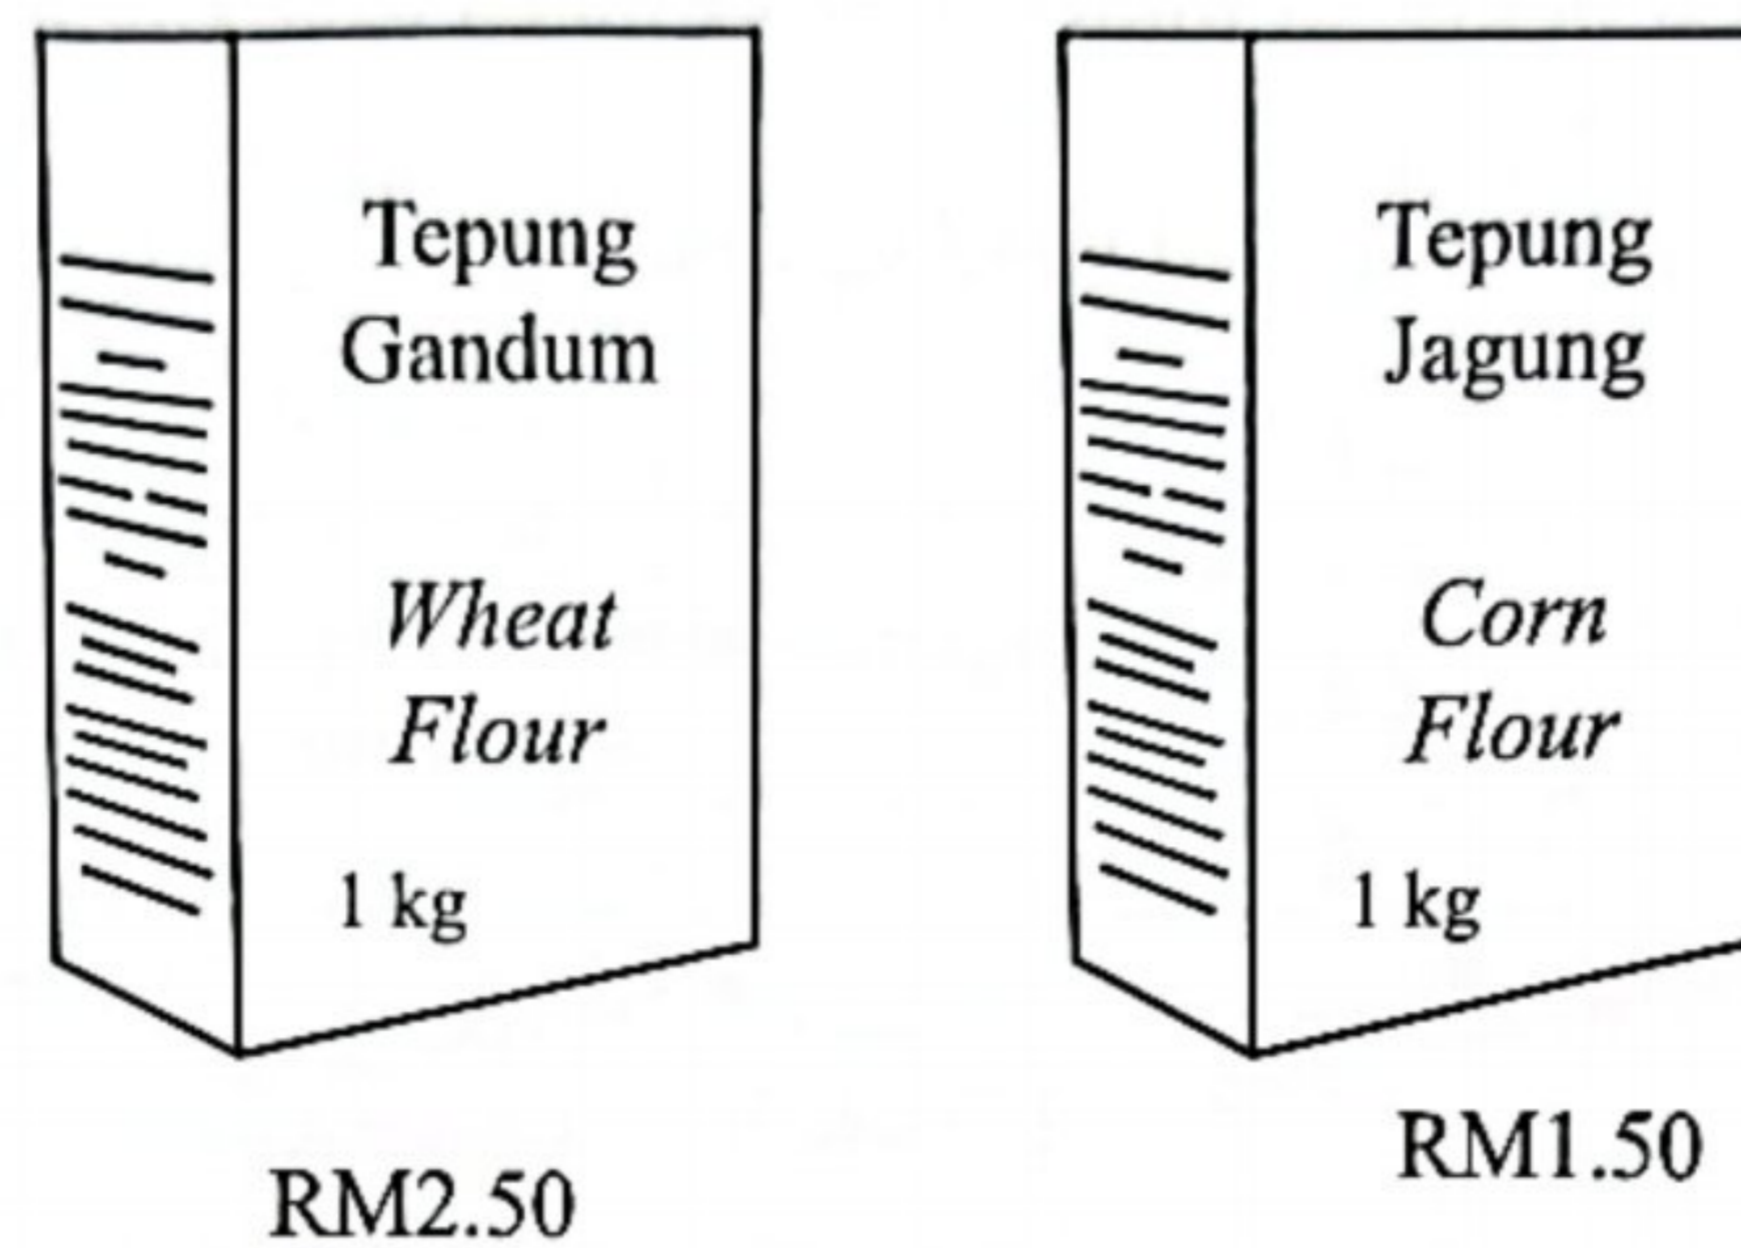 Tepung
Gandum
Wheat
Flour
1 kg
RM2.50
Tepung
Jagung
Corn
Flour
1 kg
RM1.50